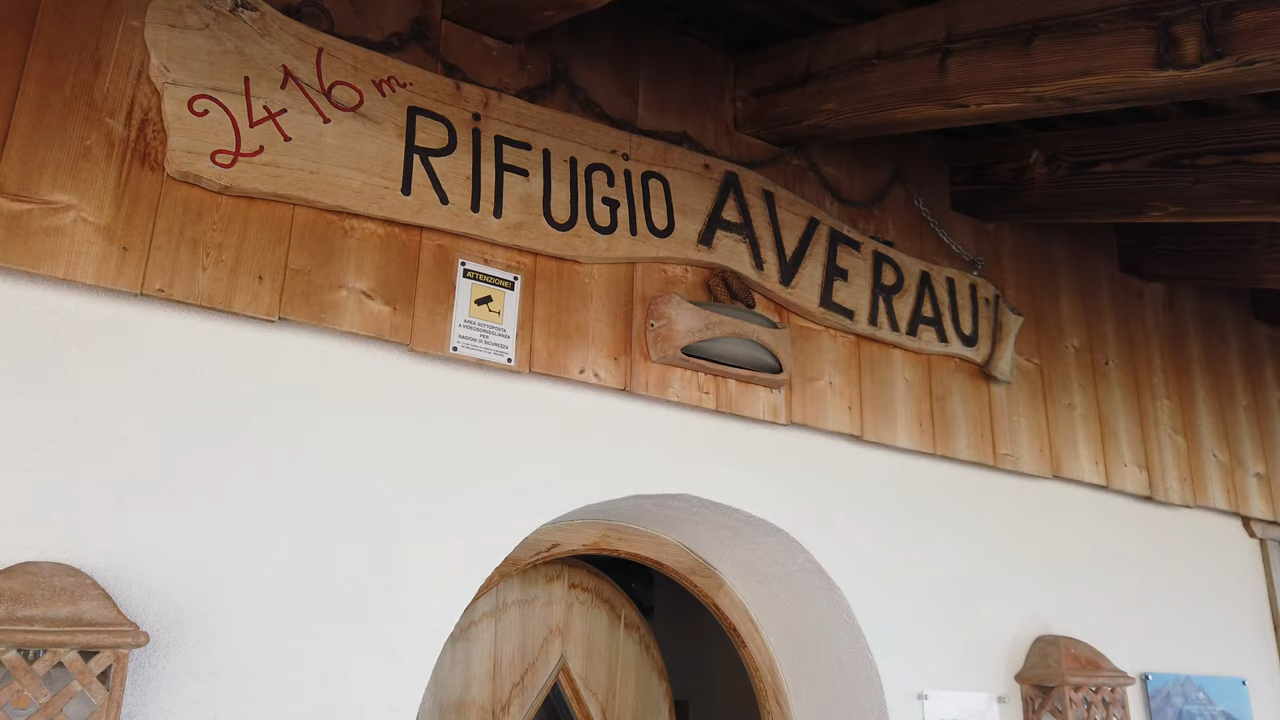 2416 m.
RIFUGIO AVERAU'
ATTENZIONE!
AREA SOTTOPOSTA
A VIDEOSORVEGLIANZA
PER
RAGIONI DI SICUREZZA